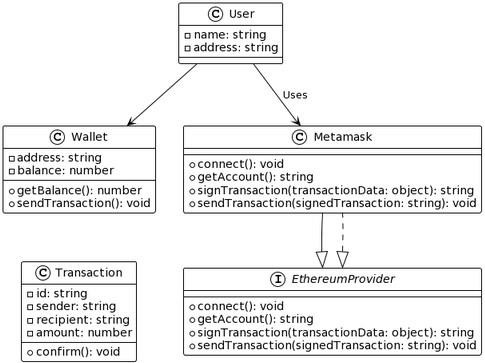 C User
name: string
address: string
Uses
C Wallet
address: string
balance: number
getBalance(): number
sendTransaction(): void
C Metamask
connect(): void
getAccount(): string
signTransaction(transactionData: object): string
sendTransaction(signedTransaction: string): void
C Transaction
id: string
sender: string
recipient: string
amount: number
confirm(): void
I EthereumProvider
connect(): void
getAccount(): string
signTransaction(transactionData: object): string
sendTransaction(signedTransaction: string): void